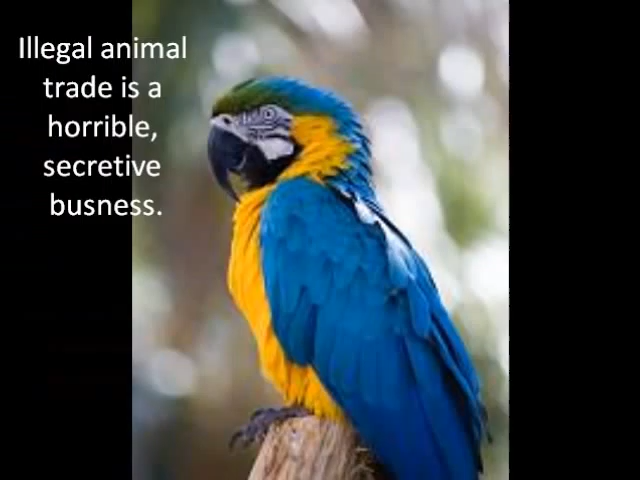 Illegal animal
trade is a
horrible,
secretive
busness.